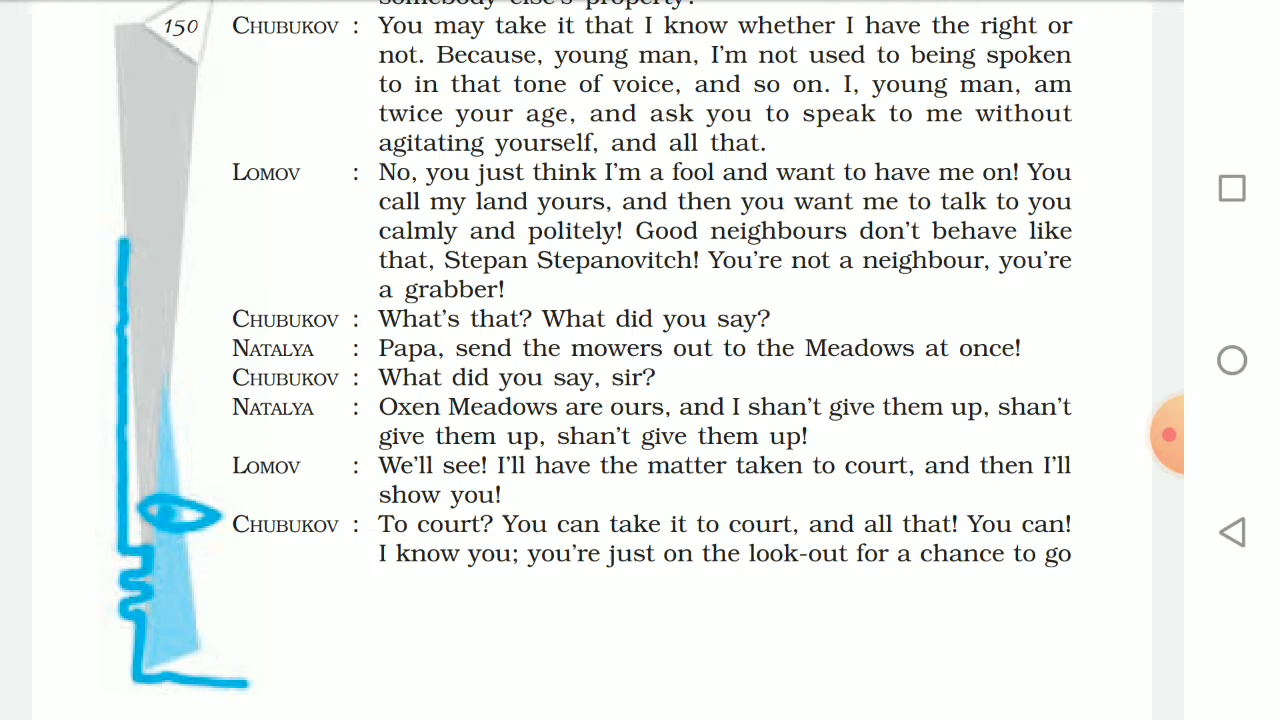 somebody else's property?
150
CHUBUKOV : You may take it that I know whether I have the right or
not. Because, young man, I'm not used to being spoken
to in that tone of voice, and so on. I, young man, am
twice your age, and ask you to speak to me without
agitating yourself, and all that.
LOMOV : No, you just think I'm a fool and want to have me on! You
call my land yours, and then you want me to talk to you
calmly and politely! Good neighbours don't behave like
that, Stepan Stepanovitch! You're not a neighbour, you're
a grabber!
CHUBUKOV : What's that? What did you say?
NATALYA : Papa, send the mowers out to the Meadows at once!
CHUBUKOV : What did you say, sir?
NATALYA : Oxen Meadows are ours, and I shan't give them up, shan't
give them up, shan't give them up!
LOMOV : We'll see! I'll have the matter taken to court, and then I'll
show you!
CHUBUKOV : To court? You can take it to court, and all that! You can!
I know you; you're just on the look-out for a chance to go